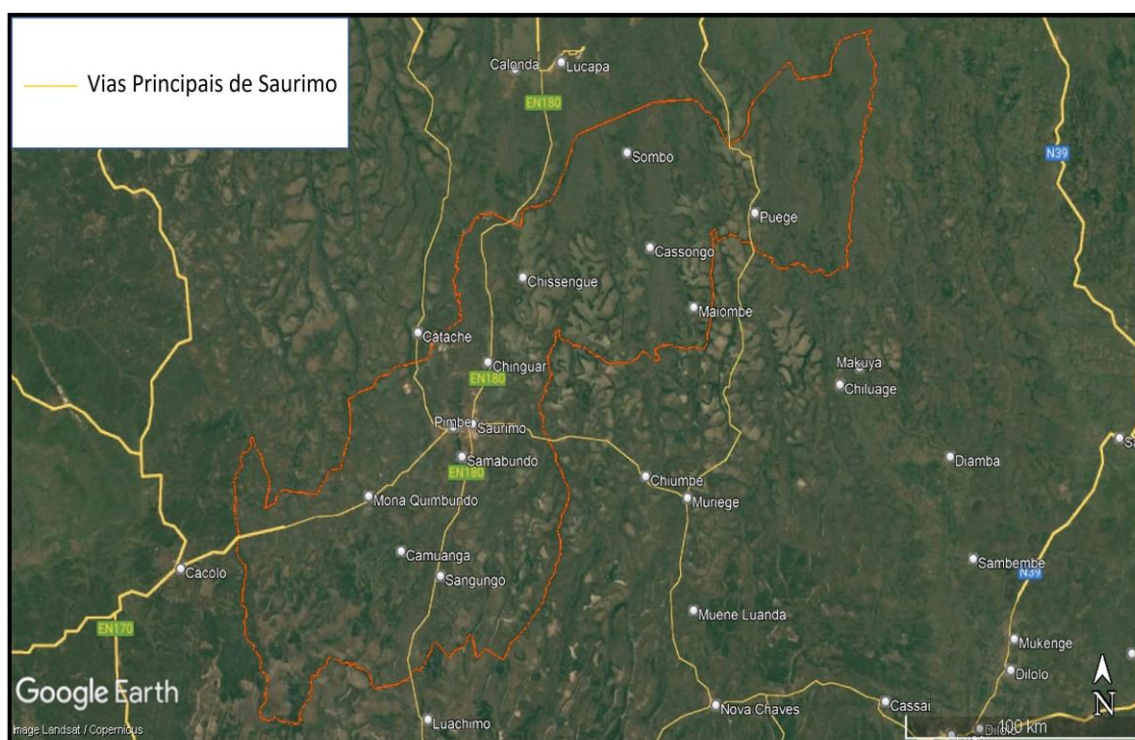 Vias Principais de Saurimo
Calonda
Lucapa
EN180
N39
Sombo
Puege
Cassongo
Chissengue
Maiombe
Catache
Chinguar
EN180
Makuya
Chiluage
Pimbe
Saurimo
Samabundo
EN180
Diamba
Chiumbe
Muriege
Mona Quimbundo
Camuanga
Sangungo
Cacolo
Sambembe
N39
EN170
Muene Luanda
Mukenge
Dilolo
Google Earth
N
Luachimo
Nova Chaves
Cassai
100 km
Dilolo
Image Landsat / Copernicus